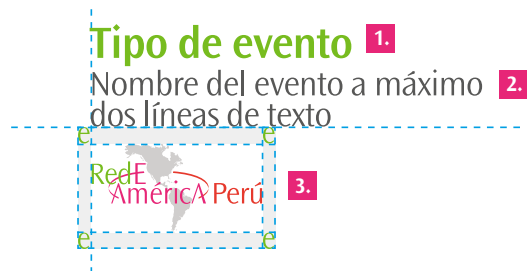 Tipo de evento 1.
Nombre del evento a máximo 2.
dos líneas de texto
e e
RedE
AméricA Perú 3.
e e